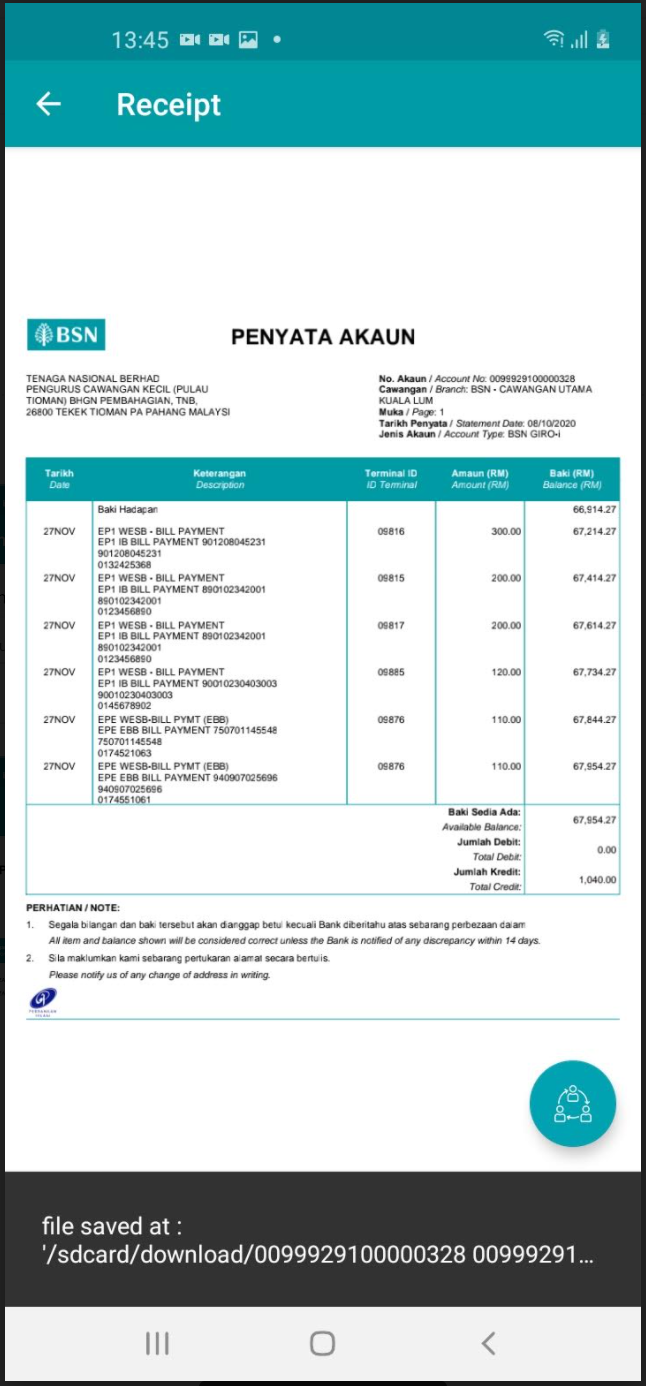 13:45
Receipt
BSN
PENYATA AKAUN
TENAGA NASIONAL BERHAD
PENGURUS CAWANGAN KECIL (PULAU
TIOMAN) BHGN PEMBAHAGIAN, TNB,
26800 TEKEK TIOMAN PA PAHANG MALAYSI
No. Akaun / Account No: 0099929100000328
Cawangan / Branch: BSN - CAWANGAN UTAMA
KUALA LUM
Muka / Page: 1
Tarikh Penyata / Statement Date: 08/10/2020
Jenis Akaun / Account Type: BSN GIRO-i
Tarikh Keterangan Terminal ID Amaun (RM) Baki (RM)
Date Description ID Terminal Amount (RM) Balance (RM)
Baki Hadapan 66,914.27
27NOV EP1 WESB - BILL PAYMENT 09816 300.00 67,214.27
EP1 IB BILL PAYMENT 901208045231
901208045231
0132425368
27NOV EP1 WESB - BILL PAYMENT 09815 200.00 67,414.27
EP1 IB BILL PAYMENT 890102342001
890102342001
0123456890
27NOV EP1 WESB - BILL PAYMENT 09817 200.00 67,614.27
EP1 IB BILL PAYMENT 890102342001
890102342001
0123456890
27NOV EP1 WESB - BILL PAYMENT 09885 120.00 67,734.27
EP1 IB BILL PAYMENT 90010230403003
90010230403003
0145678902
27NOV EPE WESB-BILL PYMT (EBB) 09876 110.00 67,844.27
EPE EBB BILL PAYMENT 750701145548
750701145548
0174521063
27NOV EPE WESB-BILL PYMT (EBB) 09876 110.00 67,954.27
EPE EBB BILL PAYMENT 940907025696
940907025696
0174551061
Baki Sedia Ada:
Available Balance: 67,954.27
Jumlah Debit:
Total Debit: 0.00
Jumlah Kredit:
Total Credit: 1,040.00
PERHATIAN / NOTE:
1. Segala bilangan dan baki tersebut akan dianggap betul kecuali Bank diberitahu atas sebarang perbezaan dalam
All item and balance shown will be considered correct unless the Bank is notified of any discrepancy within 14 days.
2. Sila maklumkan kami sebarang pertukaran alamat secara bertulis.
Please notify us of any change of address in writing.
file saved at :
'/sdcard/download/0099929100000328 00999291...